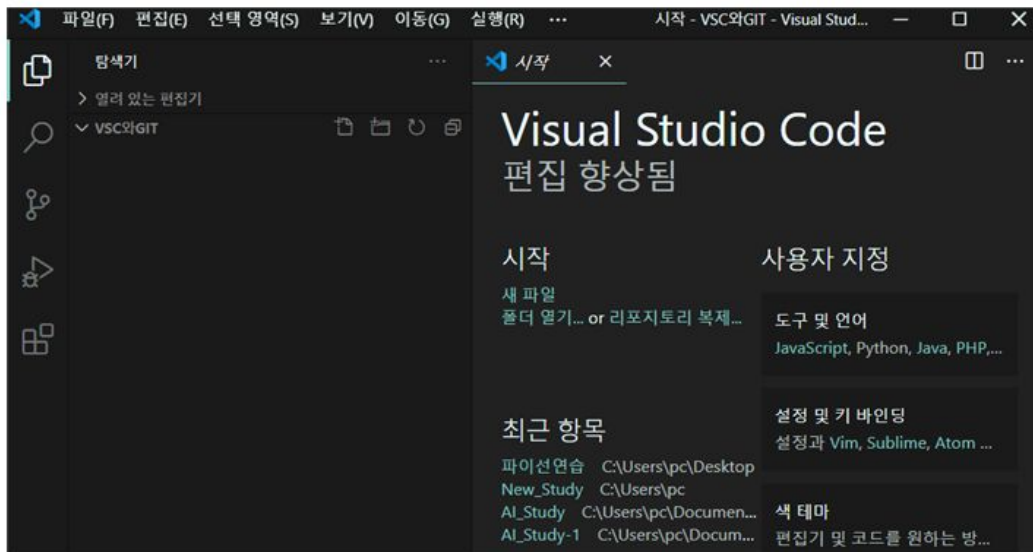 파일(F) 편집(E) 선택 영역(S) 보기(V) 이동(G) 실행(R) ··· 시작 - VSC와GIT - Visual Stud...
탐색기
열려 있는 편집기
VSC와GIT
시작
Visual Studio Code
편집 향상됨
시작
새 파일
폴더 열기... or 리포지토리 복제...
최근 항목
파이선연습 C:\Users\pc\Desktop
New_Study C:\Users\pc
AI_Study C:\Users\pc\Documen...
AI_Study-1 C:\Users\pc\Docum...
사용자 지정
도구 및 언어
JavaScript, Python, Java, PHP,...
설정 및 키 바인딩
설정과 Vim, Sublime, Atom ...
색 테마
편집기 및 코드를 원하는 방...